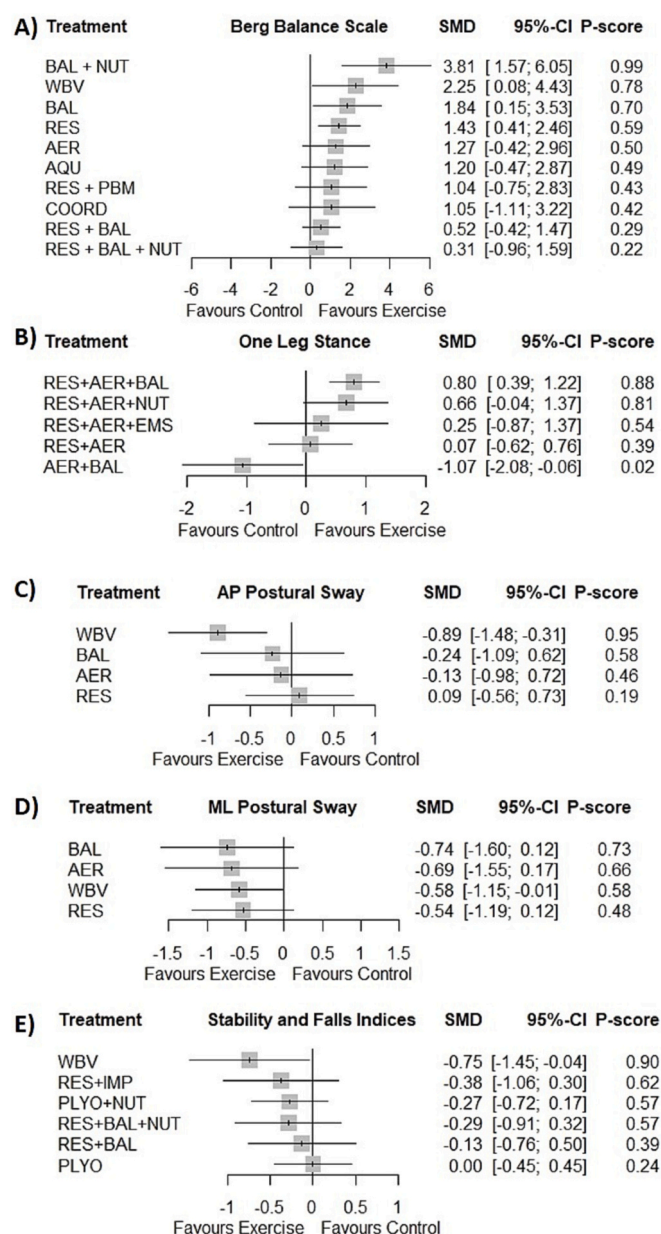 A) Treatment Berg Balance Scale SMD 95%-CI P-score
BAL + NUT 3.81 [ 1.57; 6.05] 0.99
WBV 2.25 [ 0.08; 4.43] 0.78
BAL 1.84 [ 0.15; 3.53] 0.70
RES 1.43 [ 0.41; 2.46] 0.59
AER 1.27 [-0.42; 2.96] 0.50
AQU 1.20 [-0.47; 2.87] 0.49
RES + PBM 1.04 [-0.75; 2.83] 0.43
COORD 1.05 [-1.11; 3.22] 0.42
RES + BAL 0.52 [-0.42; 1.47] 0.29
RES + BAL + NUT 0.31 [-0.96; 1.59] 0.22
-6 -4 -2 0 2 4 6
Favours Control Favours Exercise
B) Treatment One Leg Stance SMD 95%-CI P-score
RES+AER+BAL 0.80 [ 0.39; 1.22] 0.88
RES+AER+NUT 0.66 [-0.04; 1.37] 0.81
RES+AER+EMS 0.25 [-0.87; 1.37] 0.54
RES+AER 0.07 [-0.62; 0.76] 0.39
AER+BAL -1.07 [-2.08; -0.06] 0.02
-2 -1 0 1 2
Favours Control Favours Exercise
C) Treatment AP Postural Sway SMD 95%-CI P-score
WBV -0.89 [-1.48; -0.31] 0.95
BAL -0.24 [-1.09; 0.62] 0.58
AER -0.13 [-0.98; 0.72] 0.46
RES 0.09 [-0.56; 0.73] 0.19
-1 -0.5 0 0.5 1
Favours Exercise Favours Control
D) Treatment ML Postural Sway SMD 95%-CI P-score
BAL -0.74 [-1.60; 0.12] 0.73
AER -0.69 [-1.55; 0.17] 0.66
WBV -0.58 [-1.15; -0.01] 0.58
RES -0.54 [-1.19; 0.12] 0.48
-1.5 -1 -0.5 0 0.5 1 1.5
Favours Exercise Favours Control
E) Treatment Stability and Falls Indices SMD 95%-CI P-score
WBV -0.75 [-1.45; -0.04] 0.90
RES+IMP -0.38 [-1.06; 0.30] 0.62
PLYO+NUT -0.27 [-0.72; 0.17] 0.57
RES+BAL+NUT -0.29 [-0.91; 0.32] 0.57
RES+BAL -0.13 [-0.76; 0.50] 0.39
PLYO 0.00 [-0.45; 0.45] 0.24
-1 -0.5 0 0.5 1
Favours Exercise Favours Control